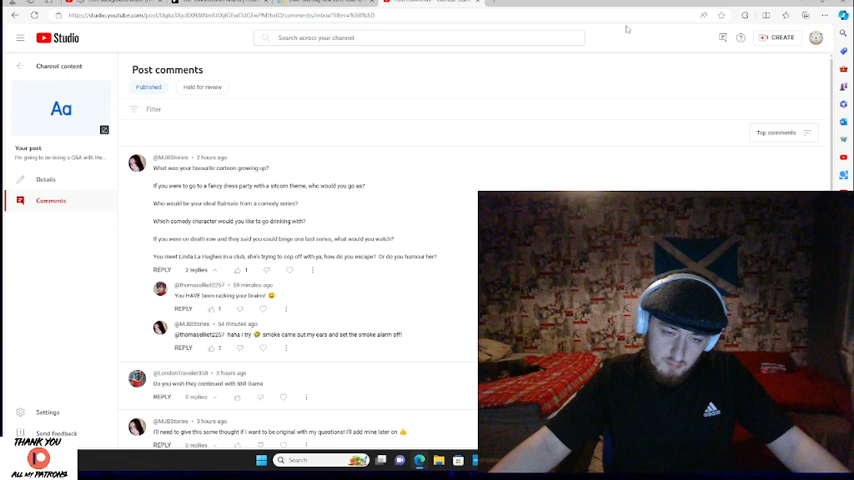 Studio
Search across your channel
CREATE
Channel content
Post comments
Published
Held for review
Filter
Top comments
Aa
Your post
I'm going to be doing a Q&A with the...
Details
Comments
@MJBStories • 2 hours ago
What was your favourite cartoon growing up?
If you were to go to a fancy dress party with a sitcom theme, who would you go as?
Who would be your ideal flatmate from a comedy series?
Which comedy character would you like to go drinking with?
If you were on death row and they said you could binge one last series, what would you watch?
You meet Linda La Hughes in a club, she's trying to cop off with ya, how do you escape? Or do you humour her?
REPLY 2 replies 1
@thomaselliet2257 • 59 minutes ago
You HAVE been racking your brains! 😄
REPLY 1
@MJBStories • 54 minutes ago
@thomaselliet2257 haha I try 🤣 smoke came out my ears and set the smoke alarm off!
REPLY 1
@LondonTraveler358 • 3 hours ago
Do you wish they continued with Still Game
REPLY 0 replies
@MJBStories • 3 hours ago
I'll need to give this some thought if I want to be original with my questions! I'll add mine later on 👍
REPLY 0 replies
Settings
Send feedback
THANK YOU
ALL MY PATRONS
Search
adidas